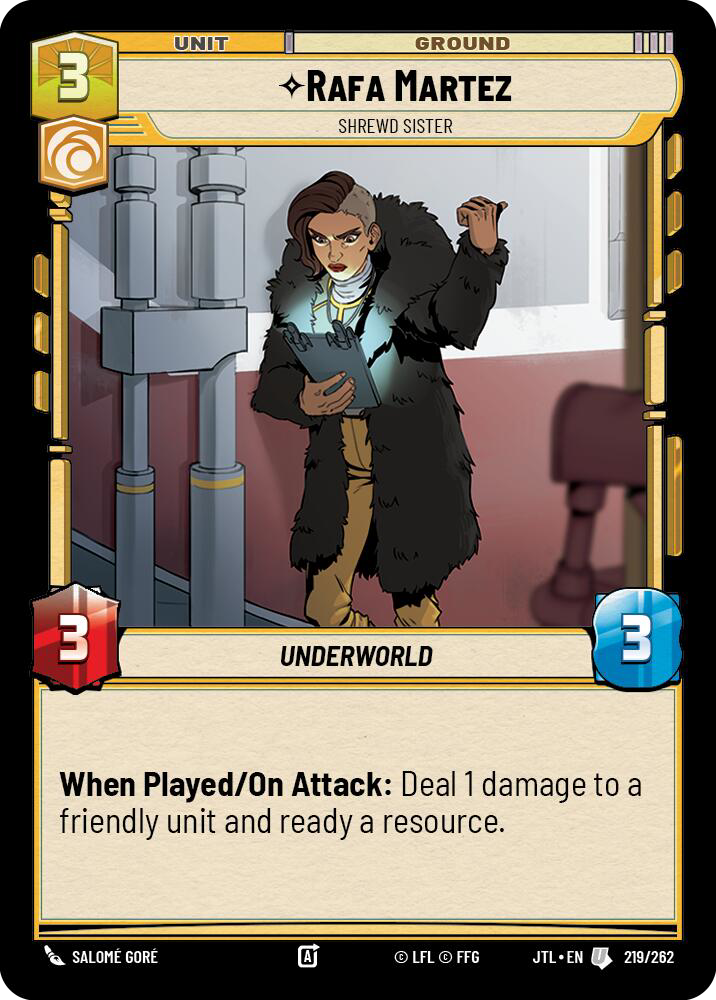 UNIT
GROUND
3
✧RAFA MARTEZ
SHREWD SISTER
3
UNDERWORLD
3
When Played/On Attack: Deal 1 damage to a
friendly unit and ready a resource.
SALOMÉ GORÉ
A
© LFL © FFG
JTL • EN
U
219/262